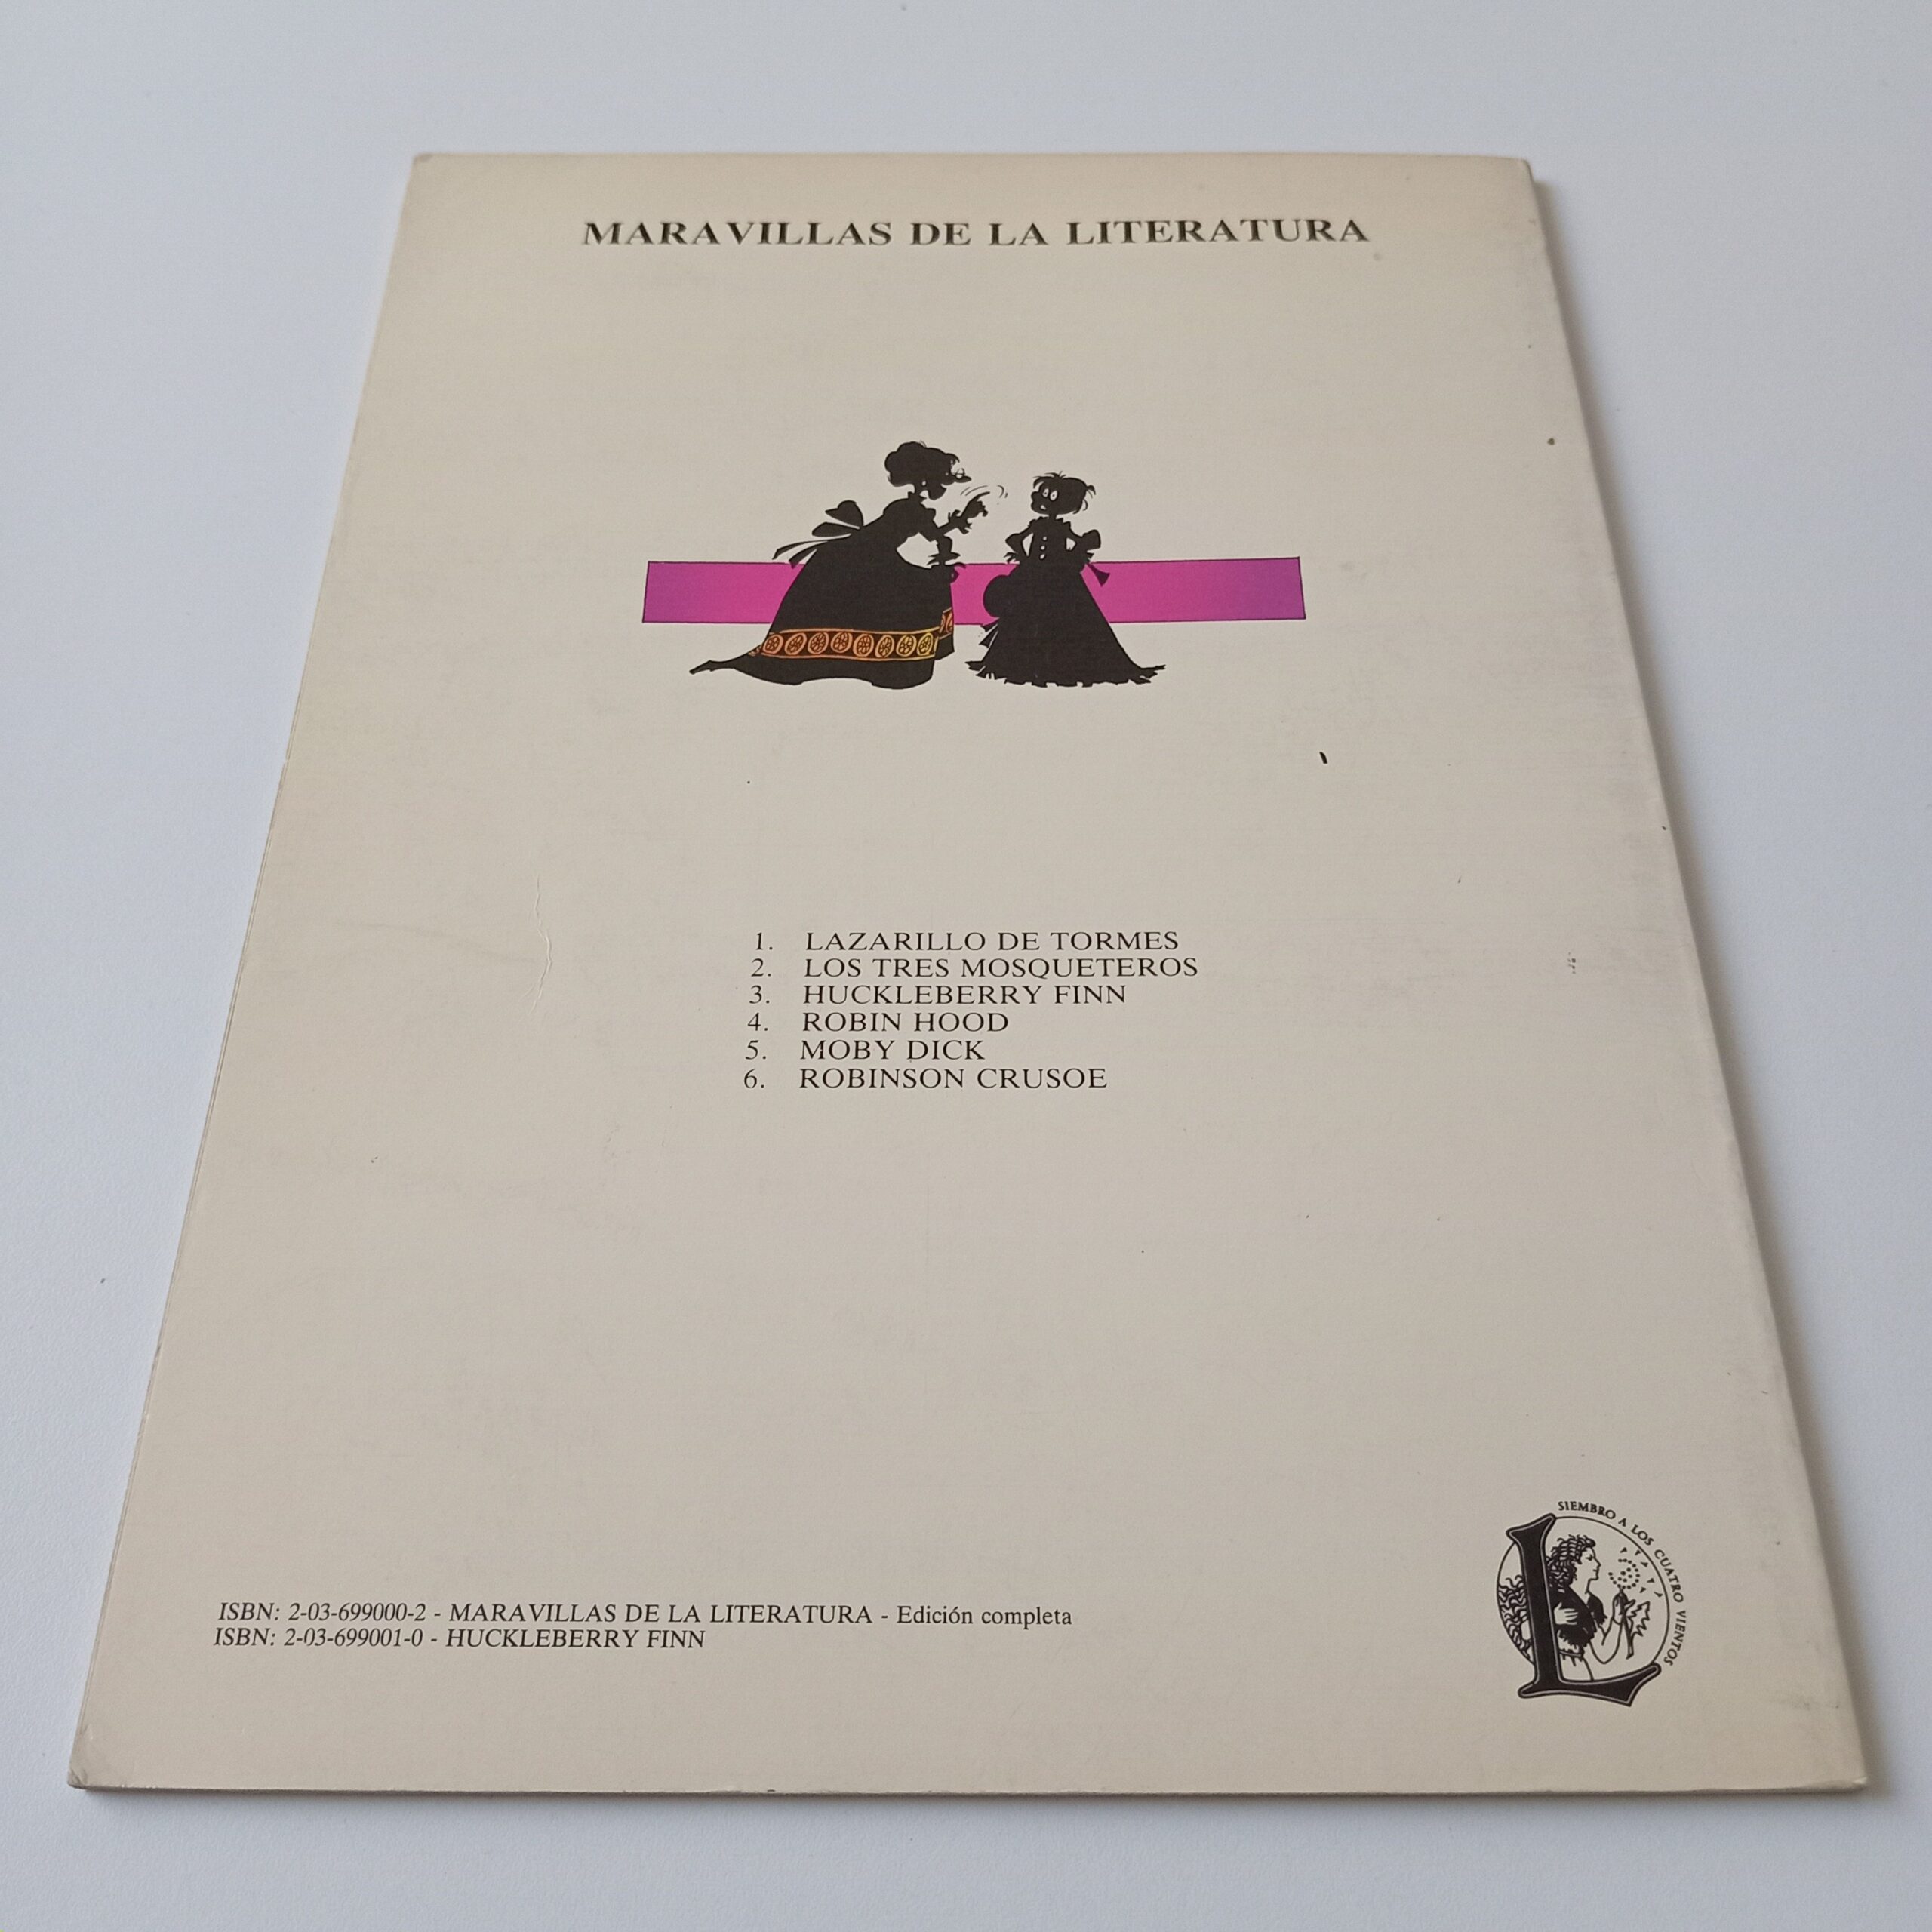 MARAVILLAS DE LA LITERATURA
1. LAZARILLO DE TORMES
2. LOS TRES MOSQUETEROS
3. HUCKLEBERRY FINN
4. ROBIN HOOD
5. MOBY DICK
6. ROBINSON CRUSOE
SIEMBRO A LOS CUATRO VIENTOS
L
ISBN: 2-03-699000-2 - MARAVILLAS DE LA LITERATURA - Edición completa
ISBN: 2-03-699001-0 - HUCKLEBERRY FINN